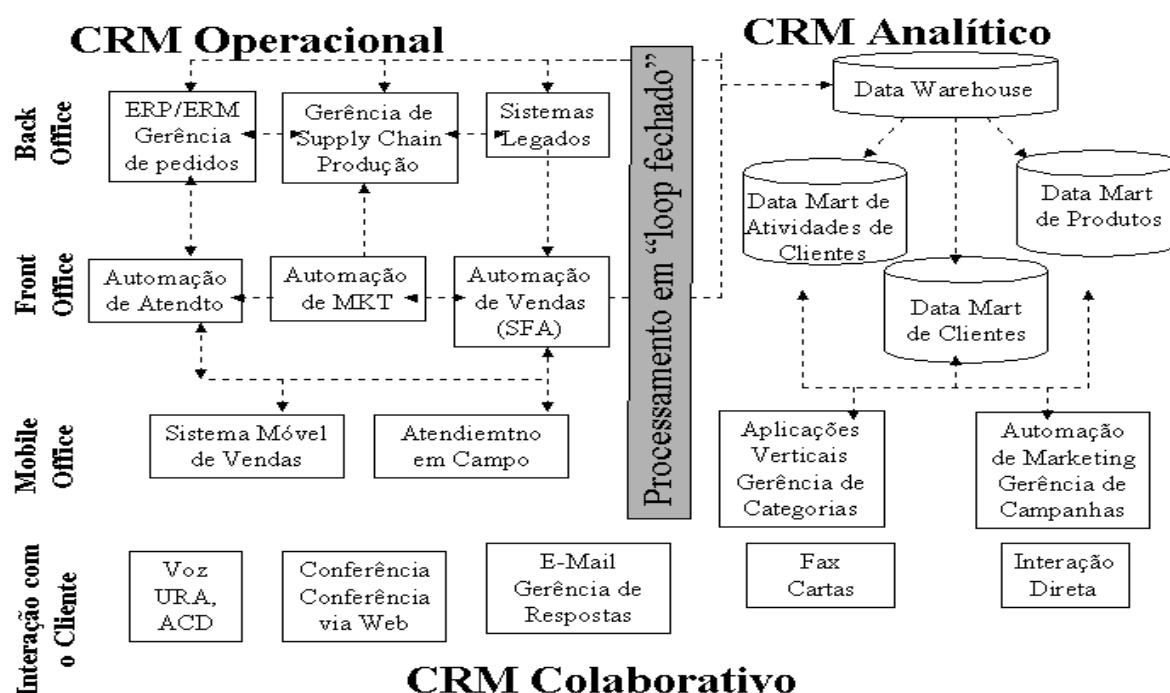 CRM Operacional
CRM Analítico
Back
Office
ERP/ERM
Gerência
de pedidos
Gerência de
Supply Chain
Produção
Sistemas
Legados
Processamento em “loop fechado”
Data Warehouse
Data Mart de
Atividades de
Clientes
Data Mart
de Produtos
Data Mart
de Clientes
Front
Office
Automação
de Atendto
Automação
de MKT
Automação
de Vendas
(SFA)
Mobile
Office
Sistema Móvel
de Vendas
Atendiemtno
em Campo
Aplicações
Verticais
Gerência de
Categorias
Automação
de Marketing
Gerência de
Campanhas
Interação com
o Cliente
Voz
URA,
ACD
Conferência
Conferência
via Web
E-Mail
Gerência de
Respostas
Fax
Cartas
Interação
Direta
CRM Colaborativo